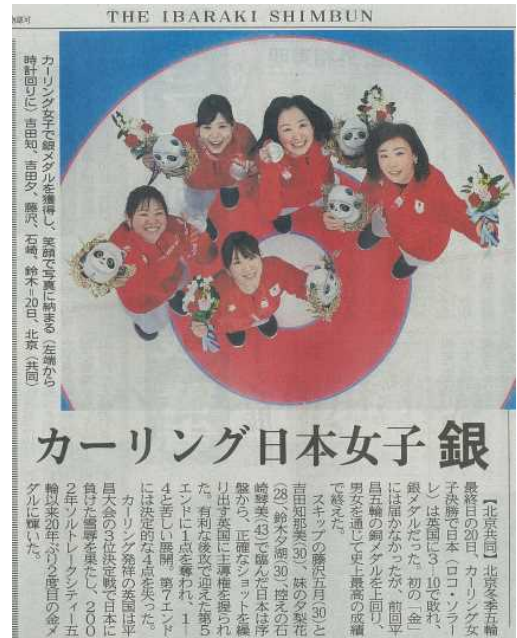 THE IBARAKI SHIMBUN
カーリング女子で銀メダルを獲得し、笑顔で写真に納まる（左端から
時計回りに）吉田知、吉田夕、藤沢、石崎、鈴木＝20日、北京（共同）
カーリング日本女子 銀
【北京共同】北京冬季五輪
最終日の20日、カーリング女
子決勝で日本（ロコ・ソラー
レ）は英国に3―10で敗れ、
銀メダルだった。初の「金」
には届かなかったが、前回平
昌五輪の銅メダルを上回り、
男女を通じて史上最高の成績
で終えた。
スキップの藤沢五月（30）と
吉田知那美（30）、妹の夕梨花
（28）、鈴木夕湖（30）、控えの石
崎琴美（43）で臨んだ日本は序
盤から、正確なショットを繰
り出す英国に主導権を握られ
た。有利な後攻で迎えた第5
エンドに1点を奪われ、1―
4と苦しい展開。第7エンド
には決定的な4点を失った。
カーリング発祥の英国は平
昌大会の3位決定戦で日本に
負けた雪辱を果たし、200
2年ソルトレークシティー五
輪以来20年ぶり2度目の金メ
ダルに輝いた。